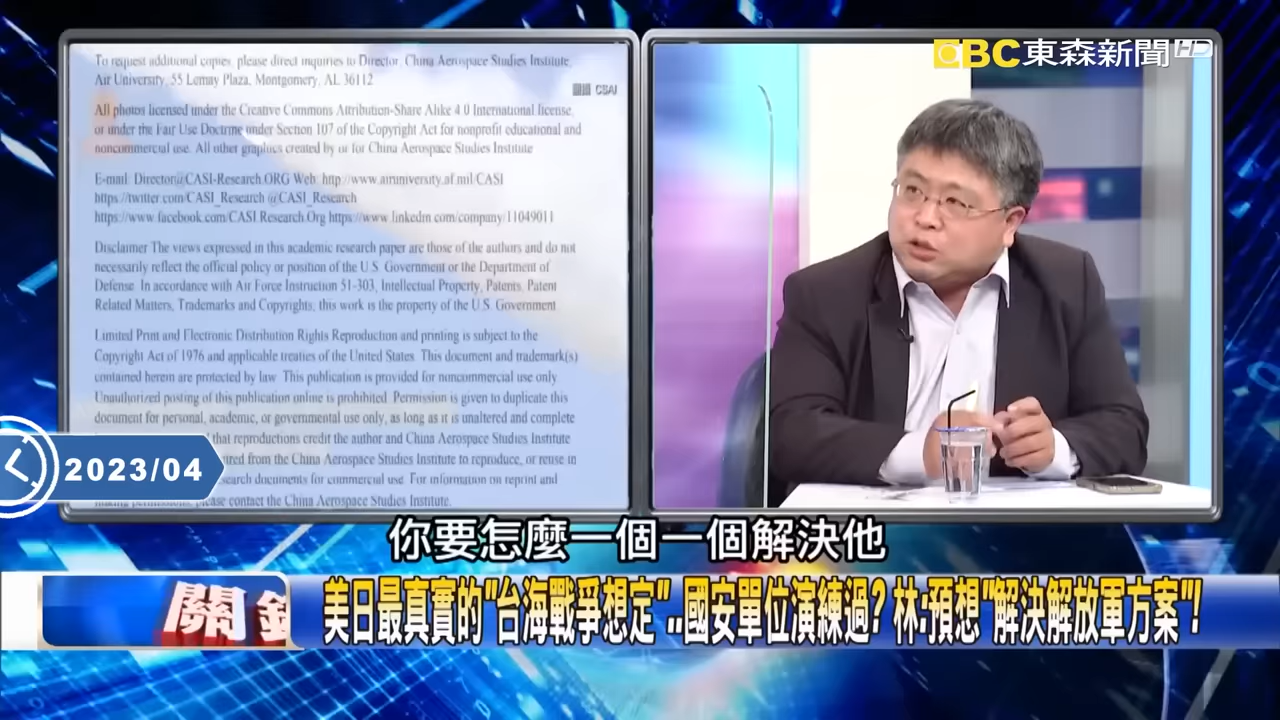 EBC東森新聞HD
To request additional copies, please direct inquiries to Director, China Aerospace Studies Institute,
Air University, 55 Lemay Plaza, Montgomery, AL 36112
CSAI
All photos licensed under the Creative Commons Attribution-Share Alike 4.0 International license,
or under the Fair Use Doctrine under Section 107 of the Copyright Act for nonprofit educational and
noncommercial use. All other graphics created by or for China Aerospace Studies Institute
E-mail: Director@CASI-Research.ORG Web: http://www.airuniversity.af.mil/CASI
https://twitter.com/CASI_Research @CASI_Research
https://www.facebook.com/CASI.Research.Org https://www.linkedin.com/company/11049011
Disclaimer The views expressed in this academic research paper are those of the authors and do not
necessarily reflect the official policy or position of the U.S. Government or the Department of
Defense. In accordance with Air Force Instruction 51-303, Intellectual Property, Patents, Patent
Related Matters, Trademarks and Copyrights; this work is the property of the U.S. Government.
Limited Print and Electronic Distribution Rights Reproduction and printing is subject to the
Copyright Act of 1976 and applicable treaties of the United States. This document and trademark(s)
contained herein are protected by law. This publication is provided for noncommercial use only.
Unauthorized posting of this publication online is prohibited. Permission is given to duplicate this
document for personal, academic, or governmental use only, as long as it is unaltered and complete
that reproductions credit the author and China Aerospace Studies Institute
from the China Aerospace Studies Institute to reproduce, or reuse in
documents for commercial use. For information on reprint and
please contact the China Aerospace Studies Institute.
2023/04
你要怎麼一個一個解決他
關
美日最真實的"台海戰爭想定"..國安單位演練過?林:預想"解決解放軍方案"!